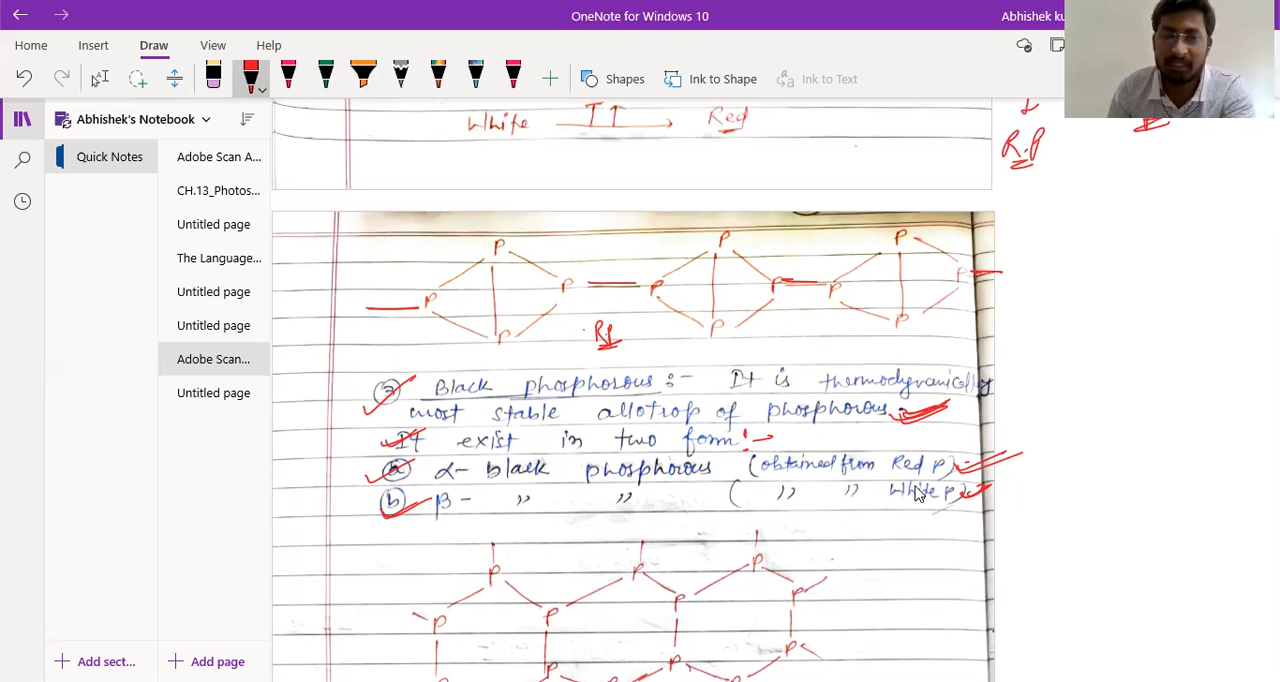 OneNote for Windows 10
Abhishek ku
Home Insert Draw View Help
Shapes Ink to Shape Ink to Text
Abhishek's Notebook
Quick Notes
Adobe Scan A...
CH.13_Photos...
Untitled page
The Language...
Untitled page
Untitled page
Adobe Scan...
Untitled page
Add sect...
Add page
White T↑ Red
R.P
P P P
P P P P P P
P P P
R.P
③ Black phosphorous :- It is thermodynamically
most stable allotrop of phosphorous.
It exist in two form :-
ⓐ α- black phosphorous (obtained from Red P)
ⓑ β- " " ( " " White P)
P P P
P P P P
P P P